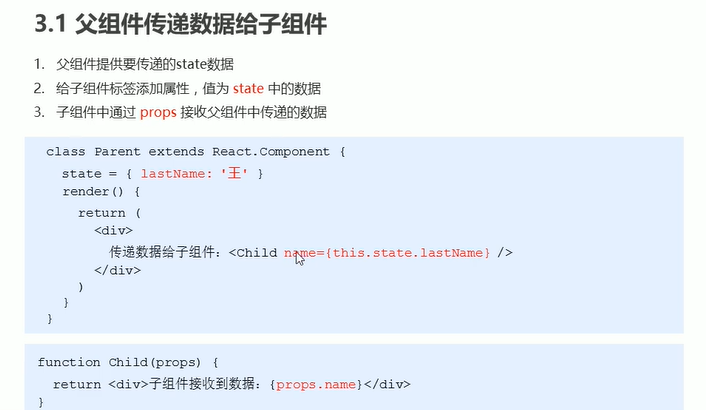 3.1 父组件传递数据给子组件
1. 父组件提供要传递的state数据
2. 给子组件标签添加属性，值为 state 中的数据
3. 子组件中通过 props 接收父组件中传递的数据
class Parent extends React.Component {
state = { lastName: '王' }
render() {
return (
<div>
传递数据给子组件：<Child name={this.state.lastName} />
</div>
)
}
}
function Child(props) {
return <div>子组件接收到数据：{props.name}</div>
}